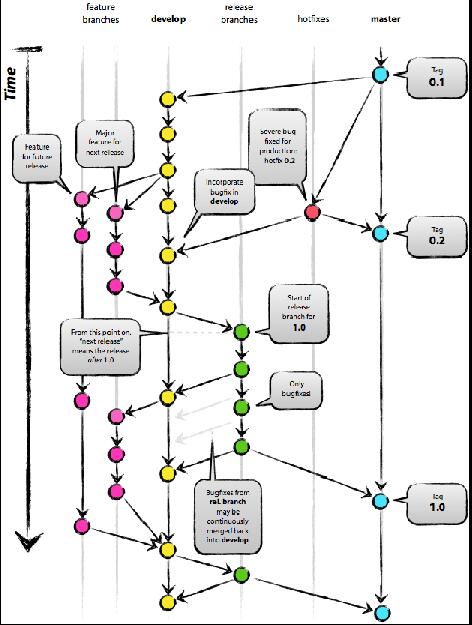 feature
branches
develop
release
branches
hotfixes
master
Time
Tag
0.1
Major
feature for
next release
Feature
for future
release
Severe bug
fixed for
production:
hotfix 0.2
Incorporate
bugfix in
develop
Tag
0.2
Start of
release
branch for
1.0
From this point on,
"next release"
means the release
after 1.0
Only
bugfixes!
Bugfixes from
rel. branch
may be
continuously
merged back
into develop
Tag
1.0